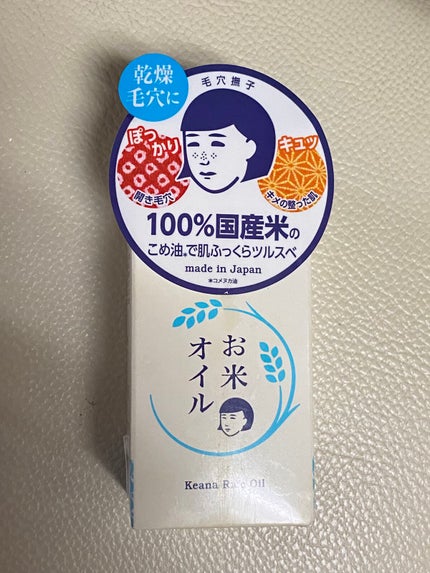 乾燥
毛穴に
毛穴撫子
ぽっかり
開き毛穴
キュッ
キメの整った肌
100%国産米の
こめ油*で肌ふっくらツルスベ
made in Japan
*コメヌカ油
お米
オイル
Keana Rice Oil